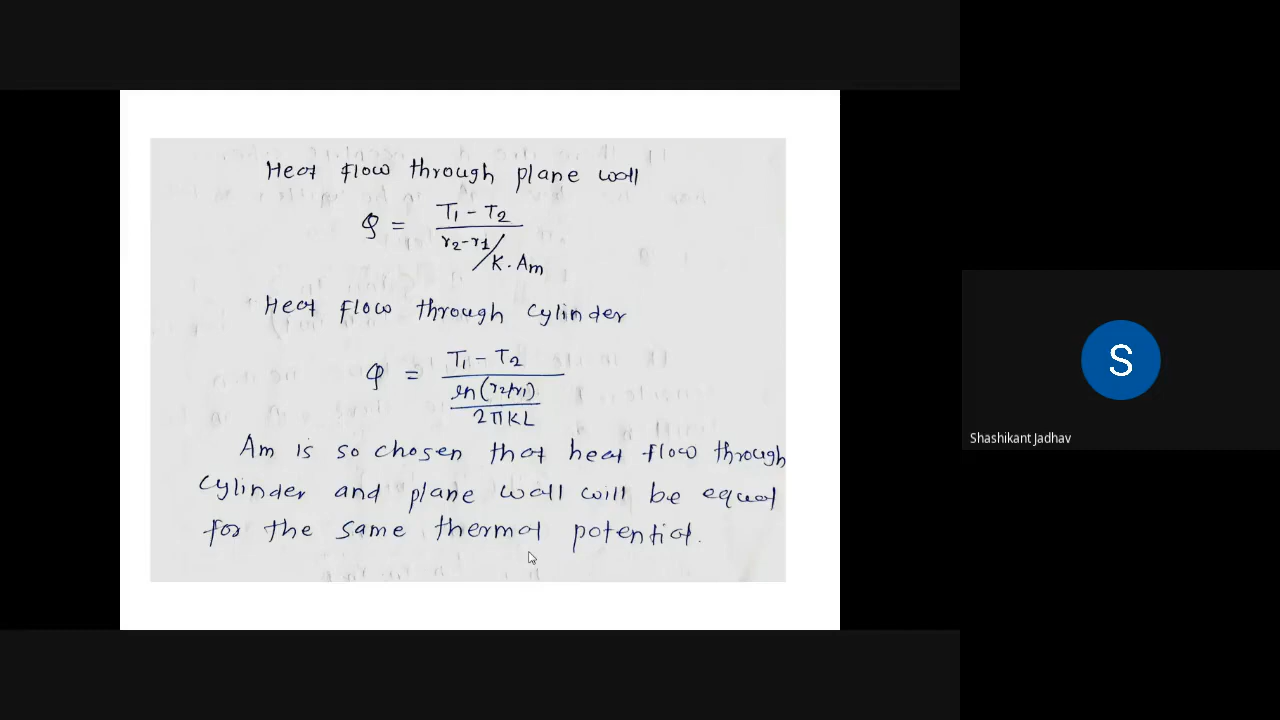 Heat flow through plane wall
Q = T1 - T2
r2-r1/K.Am
Heat flow through Cylinder
Q = T1 - T2
ln(r2/r1)
2πKL
Am is so chosen that heat flow through
Cylinder and plane wall will be equal
for the same thermal potential.
S
Shashikant Jadhav